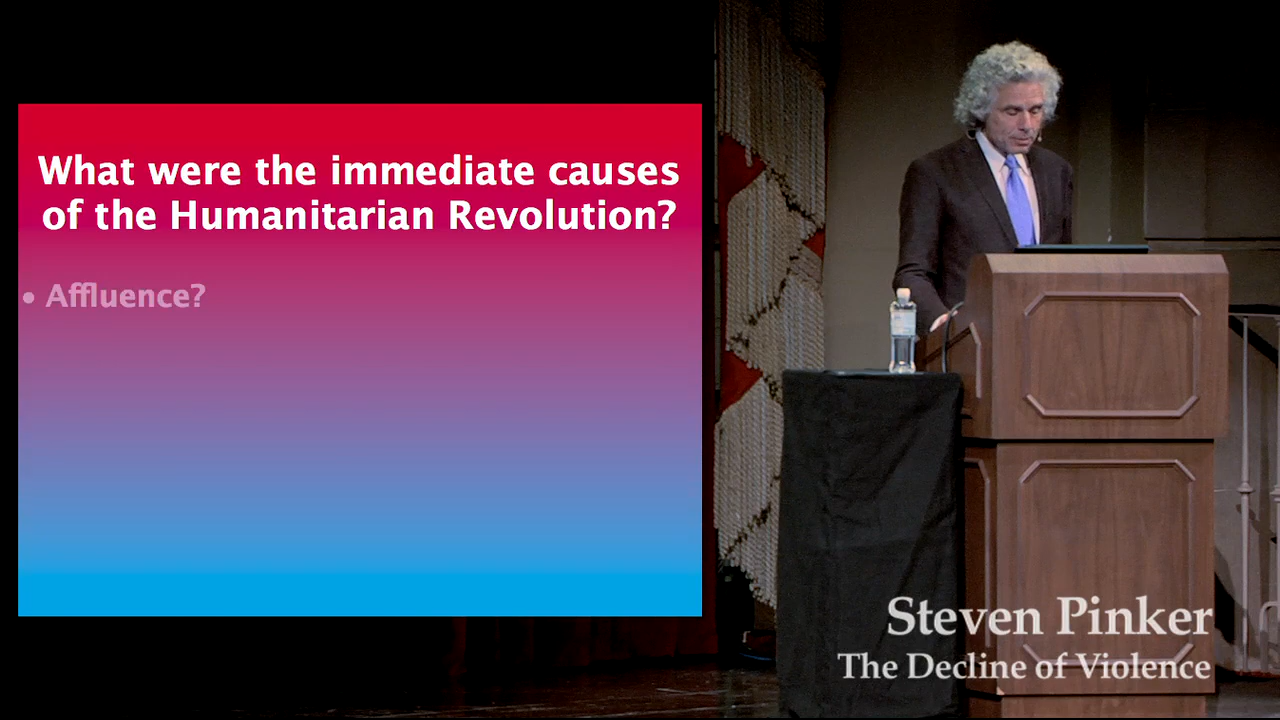 What were the immediate causes
of the Humanitarian Revolution?
• Affluence?
Steven Pinker
The Decline of Violence